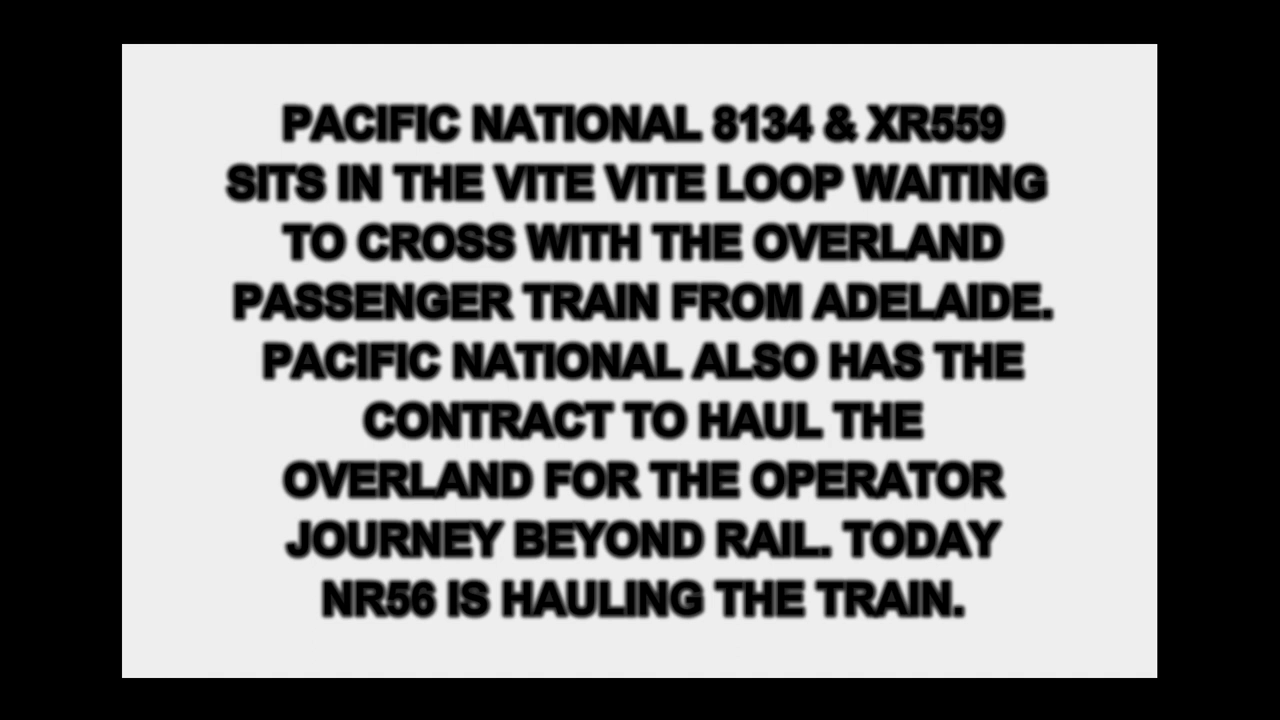 PACIFIC NATIONAL 8134 & XR559
SITS IN THE VITE VITE LOOP WAITING
TO CROSS WITH THE OVERLAND
PASSENGER TRAIN FROM ADELAIDE.
PACIFIC NATIONAL ALSO HAS THE
CONTRACT TO HAUL THE
OVERLAND FOR THE OPERATOR
JOURNEY BEYOND RAIL. TODAY
NR56 IS HAULING THE TRAIN.